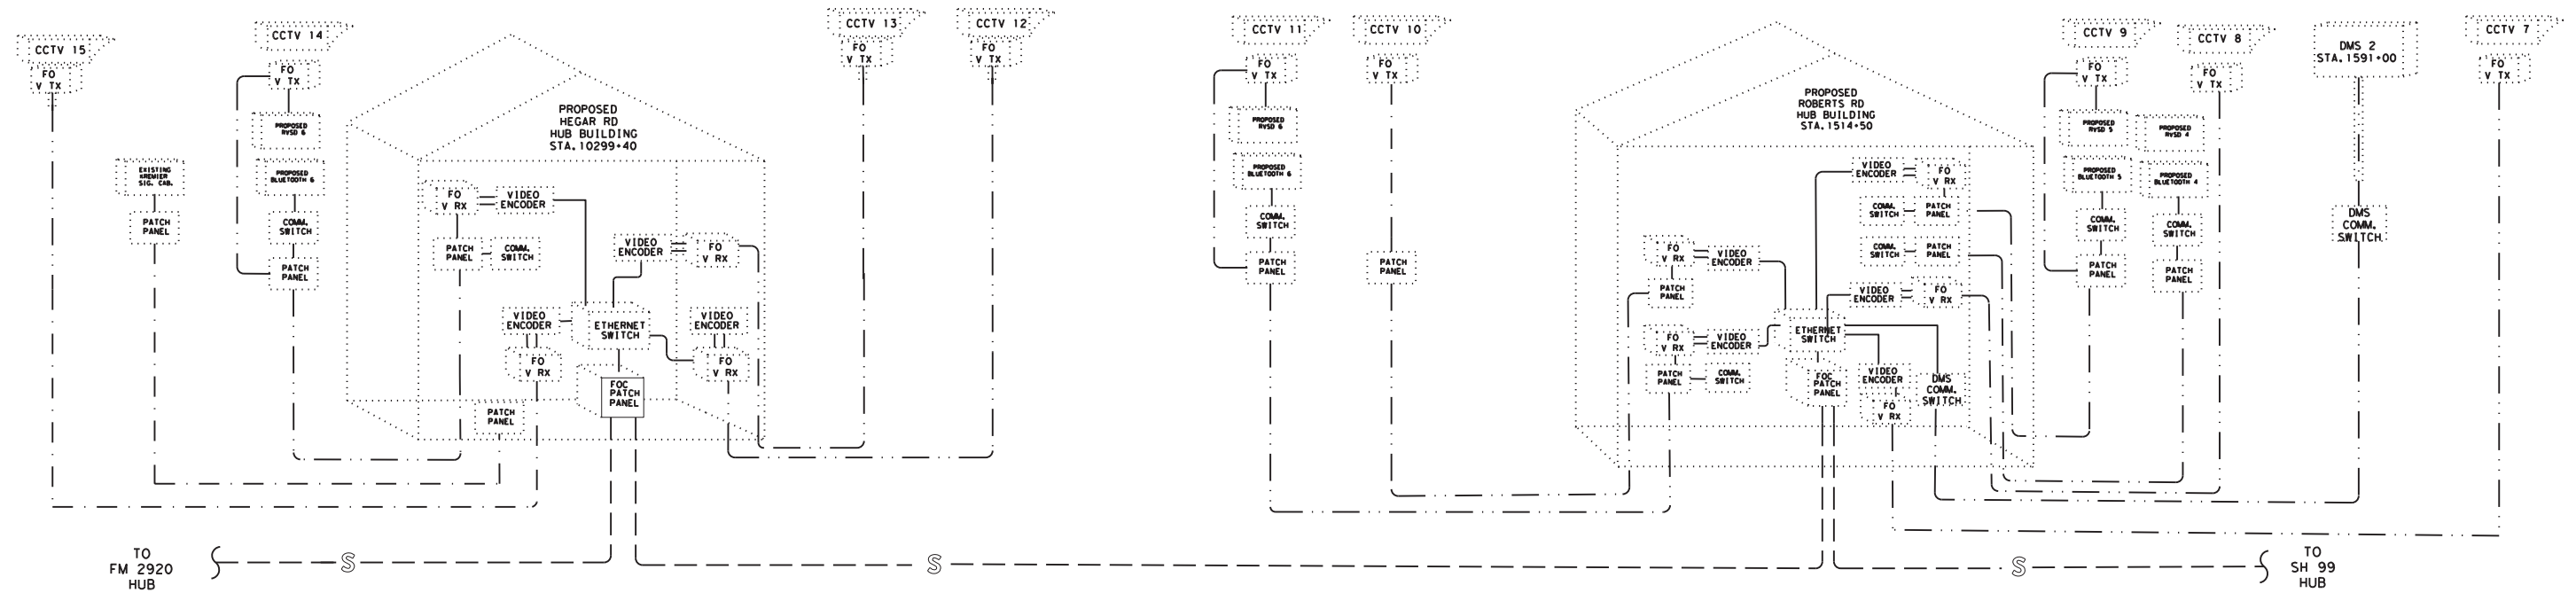 CCTV 15
FO
V TX
EXISTING
KREMIER
SIG. CAB.
PATCH
PANEL
CCTV 14
FO
V TX
PROPOSED
RVSD 6
PROPOSED
BLUETOOTH 6
COMM.
SWITCH
PATCH
PANEL
PROPOSED
HEGAR RD
HUB BUILDING
STA. 10299+40
FO
V RX
VIDEO
ENCODER
PATCH
PANEL
COMM.
SWITCH
VIDEO
ENCODER
FO
V RX
VIDEO
ENCODER
ETHERNET
SWITCH
VIDEO
ENCODER
FO
V RX
FO
V RX
FOC
PATCH
PANEL
PATCH
PANEL
CCTV 13
FO
V TX
CCTV 12
FO
V TX
CCTV 11
FO
V TX
PROPOSED
RVSD 6
PROPOSED
BLUETOOTH 6
COMM.
SWITCH
PATCH
PANEL
CCTV 10
FO
V TX
PATCH
PANEL
PROPOSED
ROBERTS RD
HUB BUILDING
STA. 1514+50
VIDEO
ENCODER
FO
V RX
COMM.
SWITCH
PATCH
PANEL
COMM.
SWITCH
PATCH
PANEL
FO
V RX
VIDEO
ENCODER
PATCH
PANEL
VIDEO
ENCODER
FO
V RX
FO
V RX
VIDEO
ENCODER
ETHERNET
SWITCH
PATCH
PANEL
COMM.
SWITCH
FOC
PATCH
PANEL
VIDEO
ENCODER
FO
V RX
DMS
COMM.
SWITCH
CCTV 9
FO
V TX
PROPOSED
RVSD 5
PROPOSED
BLUETOOTH 5
COMM.
SWITCH
PATCH
PANEL
CCTV 8
FO
V TX
PROPOSED
RVSD 4
PROPOSED
BLUETOOTH 4
COMM.
SWITCH
PATCH
PANEL
DMS 2
STA. 1591+00
DMS
COMM.
SWITCH
CCTV 7
FO
V TX
TO
FM 2920
HUB
S
S
S
TO
SH 99
HUB